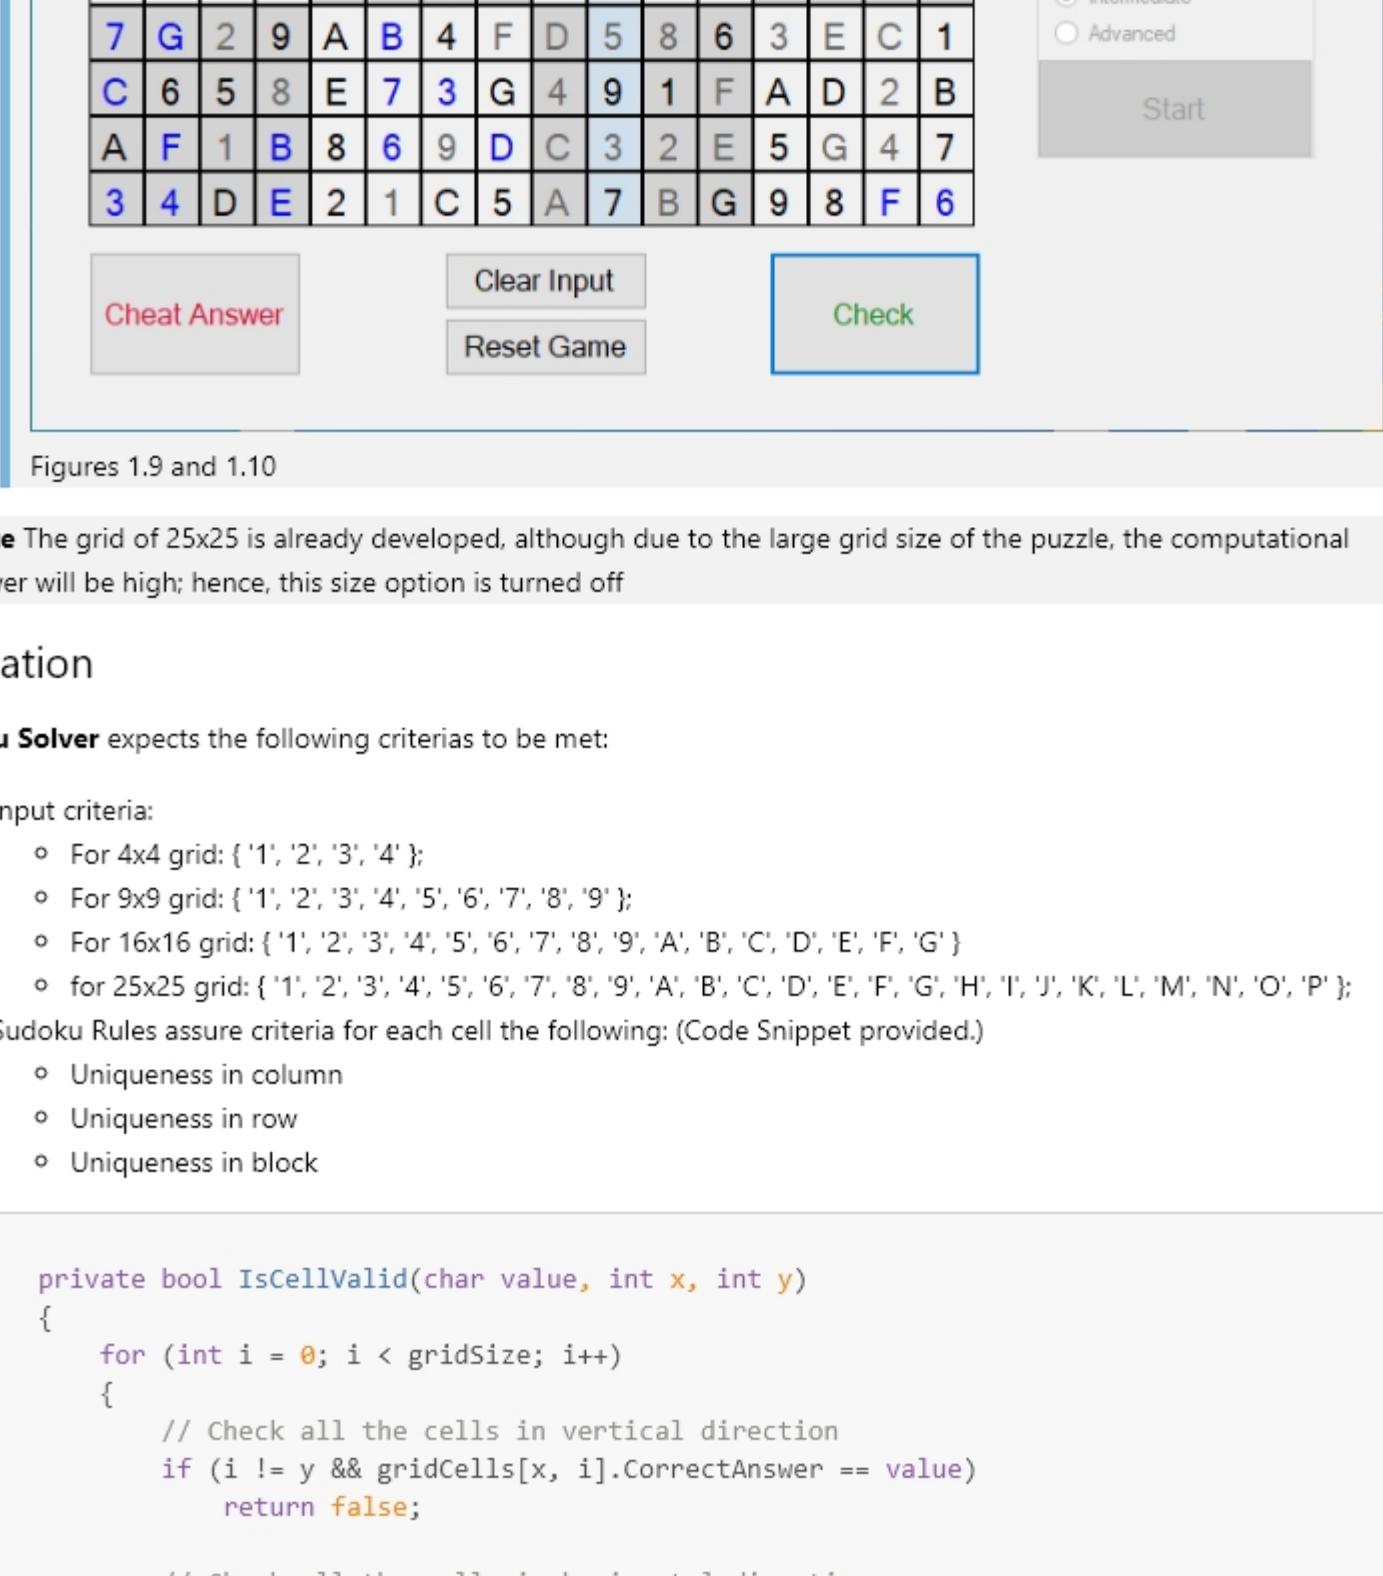 Intermediate
7 G 2 9 A B 4 F D 5 8 6 3 E C 1
Advanced
C 6 5 8 E 7 3 G 4 9 1 F A D 2 B
Start
A F 1 B 8 6 9 D C 3 2 E 5 G 4 7
3 4 D E 2 1 C 5 A 7 B G 9 8 F 6
Cheat Answer
Clear Input
Reset Game
Check
Figures 1.9 and 1.10
e The grid of 25x25 is already developed, although due to the large grid size of the puzzle, the computational
er will be high; hence, this size option is turned off
ation
u Solver expects the following criterias to be met:
nput criteria:
For 4x4 grid: { '1', '2', '3', '4' };
For 9x9 grid: { '1', '2', '3', '4', '5', '6', '7', '8', '9' };
For 16x16 grid: { '1', '2', '3', '4', '5', '6', '7', '8', '9', 'A', 'B', 'C', 'D', 'E', 'F', 'G' }
for 25x25 grid: { '1', '2', '3', '4', '5', '6', '7', '8', '9', 'A', 'B', 'C', 'D', 'E', 'F', 'G', 'H', 'I', 'J', 'K', 'L', 'M', 'N', 'O', 'P' };
Sudoku Rules assure criteria for each cell the following: (Code Snippet provided.)
Uniqueness in column
Uniqueness in row
Uniqueness in block
private bool IsCellValid(char value, int x, int y)
{
for (int i = 0; i < gridSize; i++)
{
// Check all the cells in vertical direction
if (i != y && gridCells[x, i].CorrectAnswer == value)
return false;